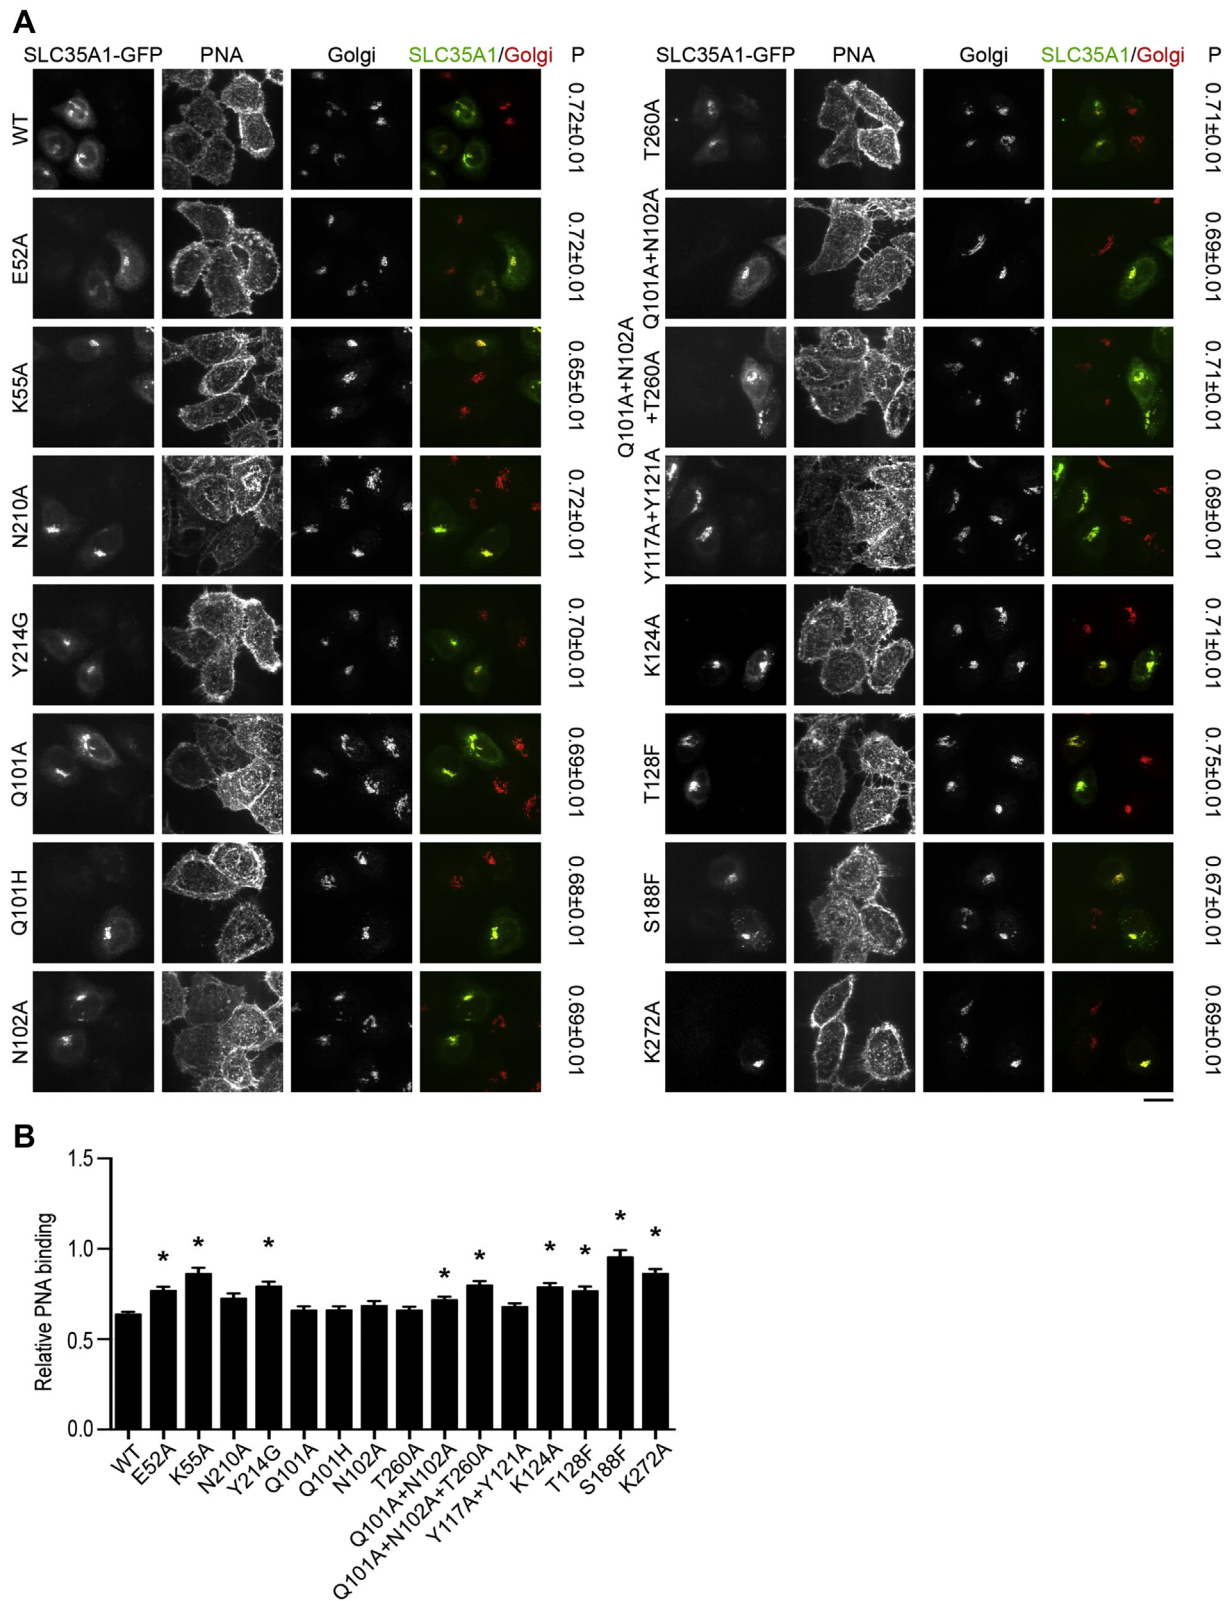 A
SLC35A1-GFP PNA Golgi SLC35A1/Golgi P
WT 0.72±0.01
E52A 0.72±0.01
K55A 0.65±0.01
N210A 0.72±0.01
Y214G 0.70±0.01
Q101A 0.69±0.01
Q101H 0.68±0.01
N102A 0.69±0.01
SLC35A1-GFP PNA Golgi SLC35A1/Golgi P
T260A 0.71±0.01
Q101A+N102A 0.69±0.01
Q101A+N102A
+T260A 0.71±0.01
Y117A+Y121A 0.69±0.01
K124A 0.71±0.01
T128F 0.75±0.01
S188F 0.67±0.01
K272A 0.69±0.01
B
Relative PNA binding
1.5
1.0
0.5
0.0
* * * * * * * * *
WT
E52A
K55A
N210A
Y214G
Q101A
Q101H
N102A
T260A
Q101A+N102A
Q101A+N102A+T260A
Y117A+Y121A
K124A
T128F
S188F
K272A